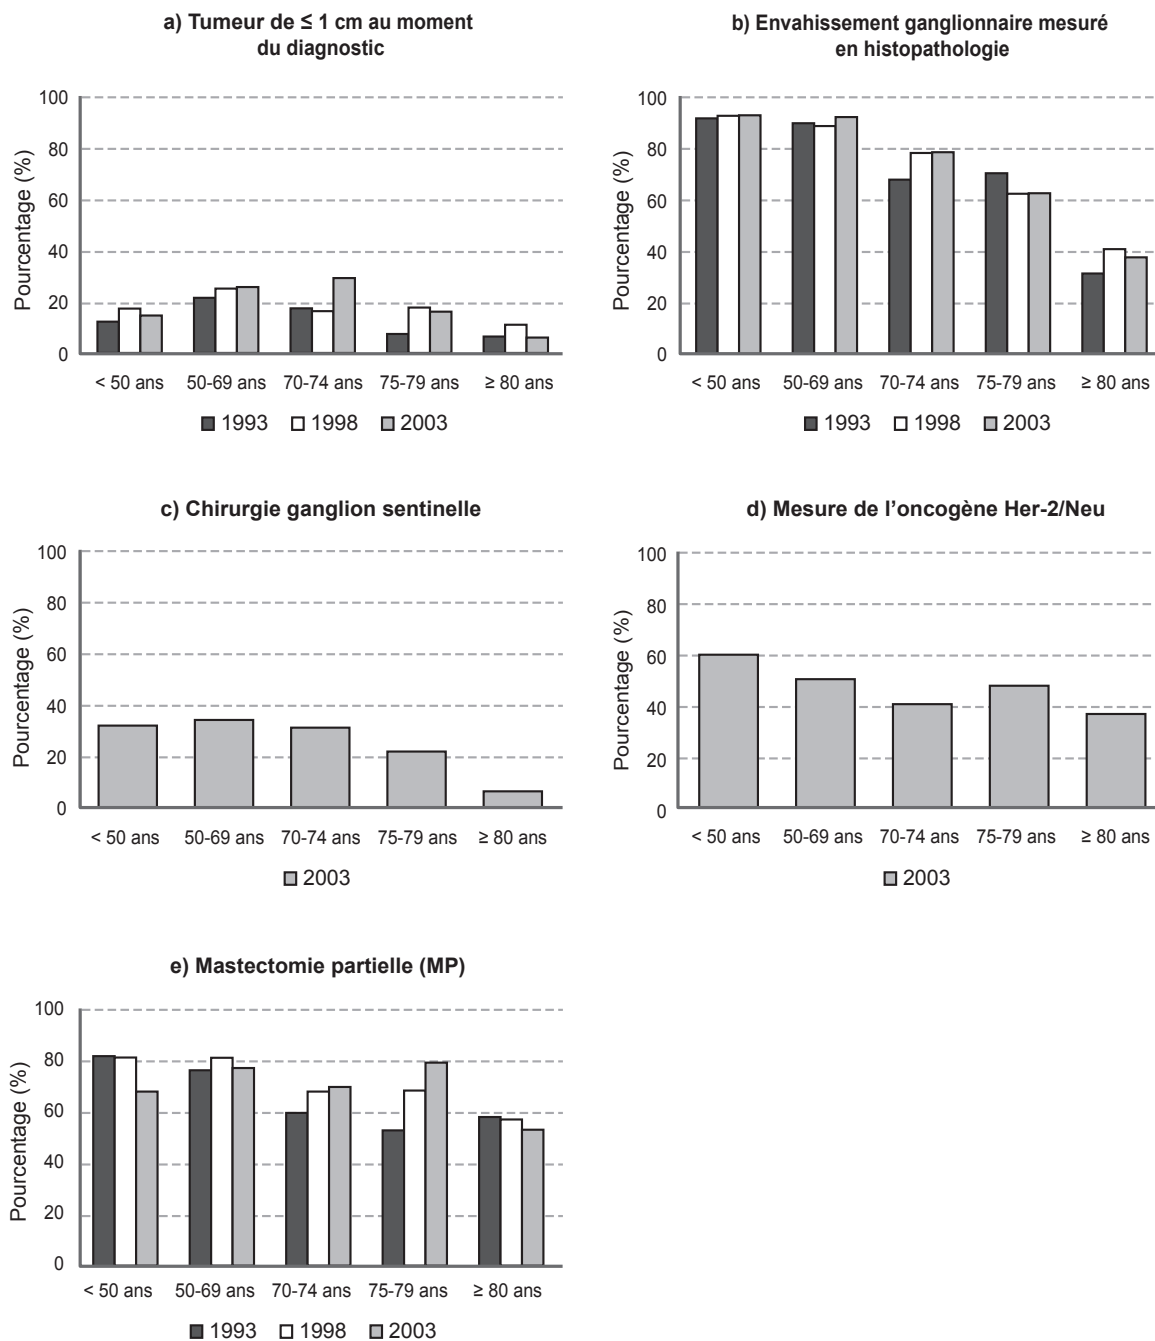 a) Tumeur de ≤ 1 cm au moment
du diagnostic
Pourcentage (%)
100
80
60
40
20
0
< 50 ans 50-69 ans 70-74 ans 75-79 ans ≥ 80 ans
1993 1998 2003
b) Envahissement ganglionnaire mesuré
en histopathologie
Pourcentage (%)
100
80
60
40
20
0
< 50 ans 50-69 ans 70-74 ans 75-79 ans ≥ 80 ans
1993 1998 2003
c) Chirurgie ganglion sentinelle
Pourcentage (%)
100
80
60
40
20
0
< 50 ans 50-69 ans 70-74 ans 75-79 ans ≥ 80 ans
2003
d) Mesure de l'oncogène Her-2/Neu
Pourcentage (%)
100
80
60
40
20
0
< 50 ans 50-69 ans 70-74 ans 75-79 ans ≥ 80 ans
2003
e) Mastectomie partielle (MP)
Pourcentage (%)
100
80
60
40
20
0
< 50 ans 50-69 ans 70-74 ans 75-79 ans ≥ 80 ans
1993 1998 2003